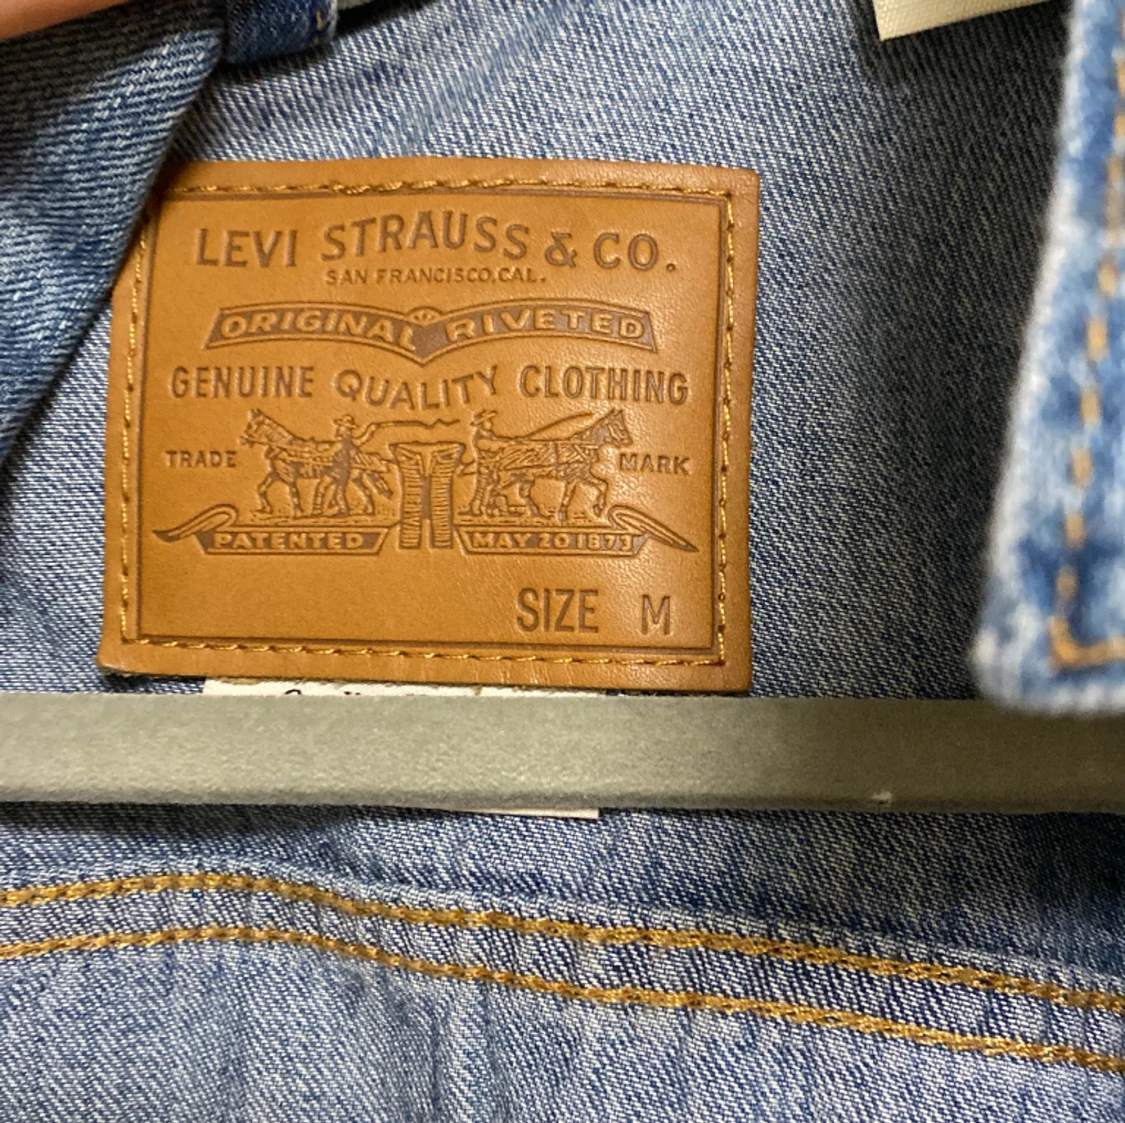 LEVI STRAUSS & CO.
SAN FRANCISCO, CAL.
ORIGINAL RIVETED
GENUINE QUALITY CLOTHING
TRADE MARK
PATENTED MAY 20 1873
SIZE M